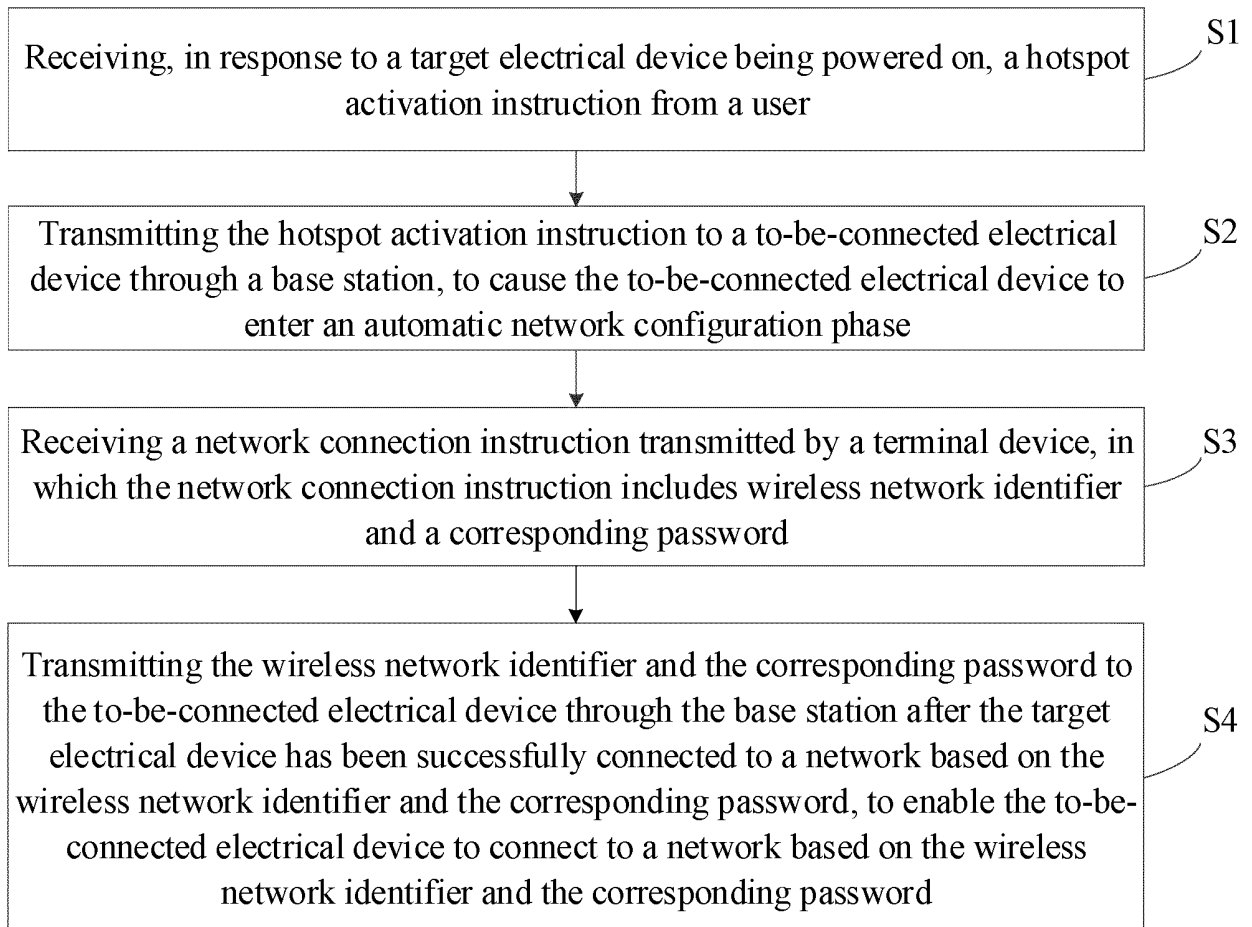 Receiving, in response to a target electrical device being powered on, a hotspot
activation instruction from a user
S1
Transmitting the hotspot activation instruction to a to-be-connected electrical
device through a base station, to cause the to-be-connected electrical device to
enter an automatic network configuration phase
S2
Receiving a network connection instruction transmitted by a terminal device, in
which the network connection instruction includes wireless network identifier
and a corresponding password
S3
Transmitting the wireless network identifier and the corresponding password to
the to-be-connected electrical device through the base station after the target
electrical device has been successfully connected to a network based on the
wireless network identifier and the corresponding password, to enable the to-be-
connected electrical device to connect to a network based on the wireless
network identifier and the corresponding password
S4